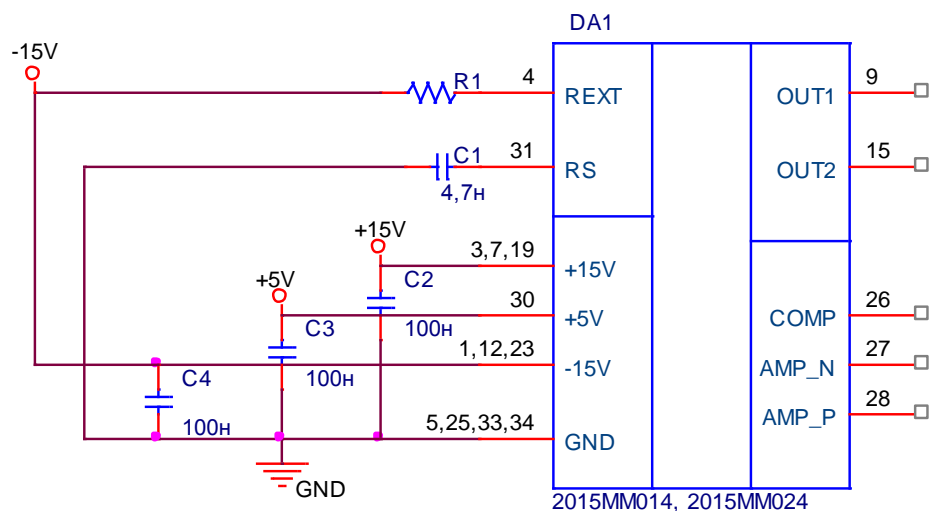 DA1
-15V
R1
4
REXT
OUT1
9
C1
4,7н
31
RS
OUT2
15
+15V
C2
100н
3,7,19
+15V
+5V
C3
100н
30
+5V
COMP
26
C4
100н
1,12,23
-15V
AMP_N
27
AMP_P
28
5,25,33,34
GND
GND
2015MM014, 2015MM024